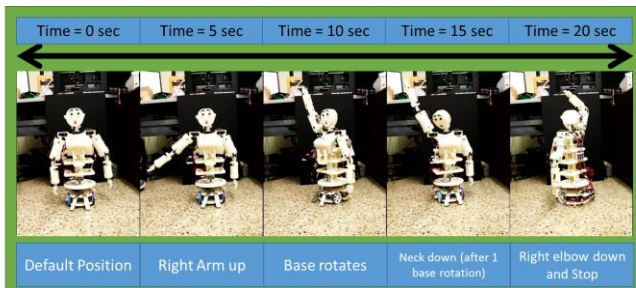 Time = 0 sec
Time = 5 sec
Time = 10 sec
Time = 15 sec
Time = 20 sec
Default Position
Right Arm up
Base rotates
Neck down (after 1
base rotation)
Right elbow down
and Stop